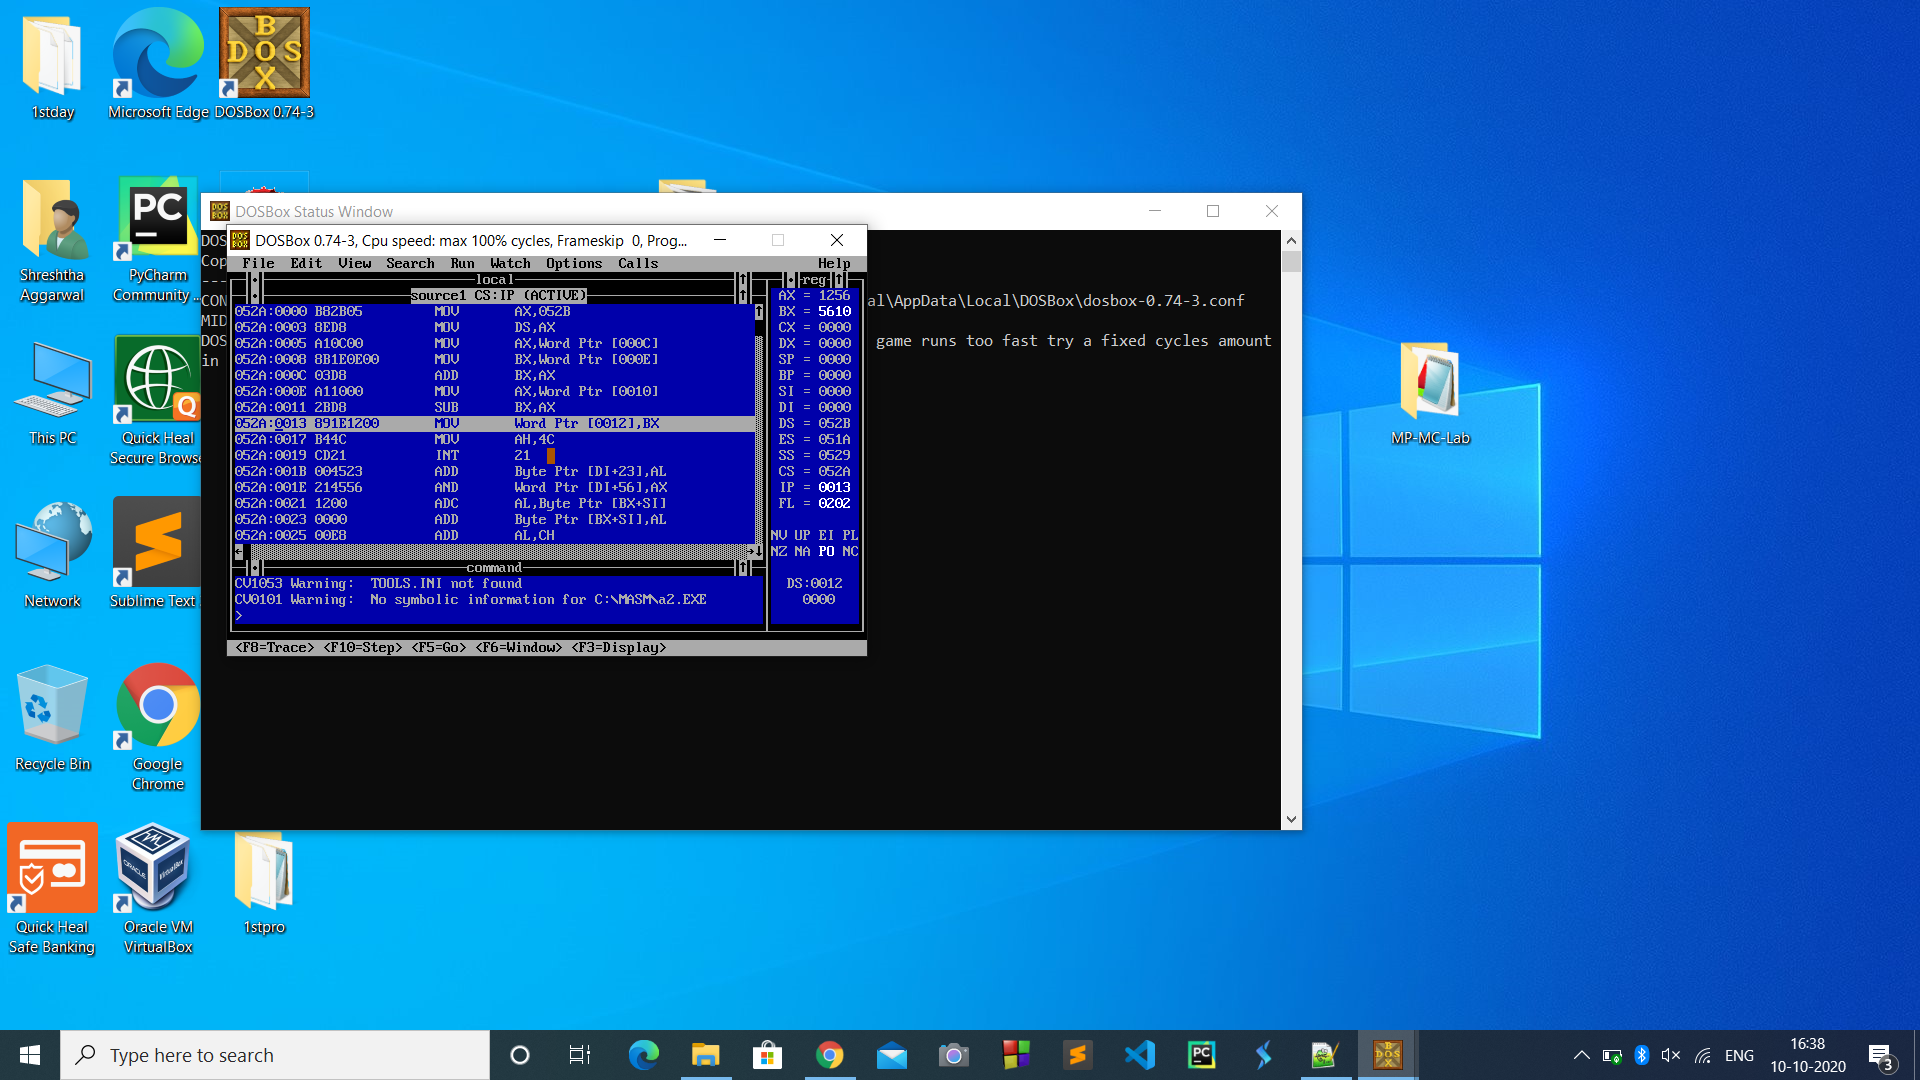 1stday
Microsoft Edge
DOSBox 0.74-3
Shreshtha
Aggarwal
PyCharm
Community ...
This PC
Quick Heal
Secure Browse
Network
Sublime Text
Recycle Bin
Google
Chrome
Quick Heal
Safe Banking
Oracle VM
VirtualBox
1stpro
MP-MC-Lab
DOSBox Status Window
DOS
Cop
---
CON
al\AppData\Local\DOSBox\dosbox-0.74-3.conf
MID
DOS
game runs too fast try a fixed cycles amount
in
DOSBox 0.74-3, Cpu speed: max 100% cycles, Frameskip 0, Prog...
File Edit View Search Run Watch Options Calls Help
local
reg
source1 CS:IP (ACTIVE)
052A:0000 B82B05 MOV AX,052B
052A:0003 8ED8 MOV DS,AX
052A:0005 A10C00 MOV AX,Word Ptr [000C]
052A:0008 8B1E0E00 MOV BX,Word Ptr [000E]
052A:000C 03D8 ADD BX,AX
052A:000E A11000 MOV AX,Word Ptr [0010]
052A:0011 2BD8 SUB BX,AX
052A:0013 891E1200 MOV Word Ptr [0012],BX
052A:0017 B44C MOV AH,4C
052A:0019 CD21 INT 21
052A:001B 004523 ADD Byte Ptr [DI+23],AL
052A:001E 214556 AND Word Ptr [DI+56],AX
052A:0021 1200 ADC AL,Byte Ptr [BX+SI]
052A:0023 0000 ADD Byte Ptr [BX+SI],AL
052A:0025 00E8 ADD AL,CH
AX = 1256
BX = 5610
CX = 0000
DX = 0000
SP = 0000
BP = 0000
SI = 0000
DI = 0000
DS = 052B
ES = 051A
SS = 0529
CS = 052A
IP = 0013
FL = 0202
NV UP EI PL
NZ NA PO NC
DS:0012
0000
command
CV1053 Warning: TOOLS.INI not found
CV0101 Warning: No symbolic information for C:\MASM\a2.EXE
>
<F8=Trace> <F10=Step> <F5=Go> <F6=Window> <F3=Display>
Type here to search
ENG
16:38
10-10-2020
3